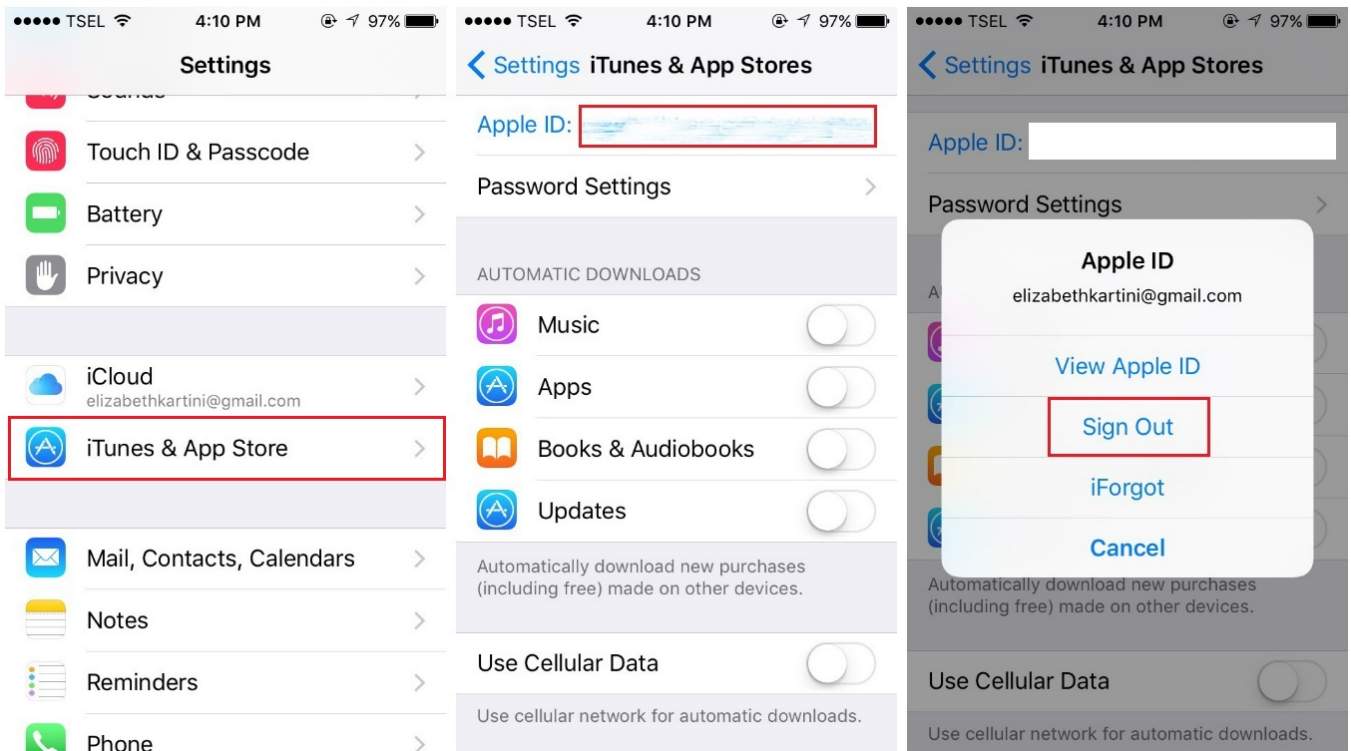 TSEL 4:10 PM 97%
Settings
Sounds
Touch ID & Passcode
Battery
Privacy
iCloud
elizabethkartini@gmail.com
iTunes & App Store
Mail, Contacts, Calendars
Notes
Reminders
Phone
TSEL 4:10 PM 97%
Settings iTunes & App Stores
Apple ID:
Password Settings
AUTOMATIC DOWNLOADS
Music
Apps
Books & Audiobooks
Updates
Automatically download new purchases
(including free) made on other devices.
Use Cellular Data
Use cellular network for automatic downloads.
TSEL 4:10 PM 97%
Settings iTunes & App Stores
Apple ID:
Password Settings
A
Apple ID
elizabethkartini@gmail.com
View Apple ID
Sign Out
iForgot
Cancel
Automatically download new purchases
(including free) made on other devices.
Use Cellular Data
Use cellular network for automatic downloads.